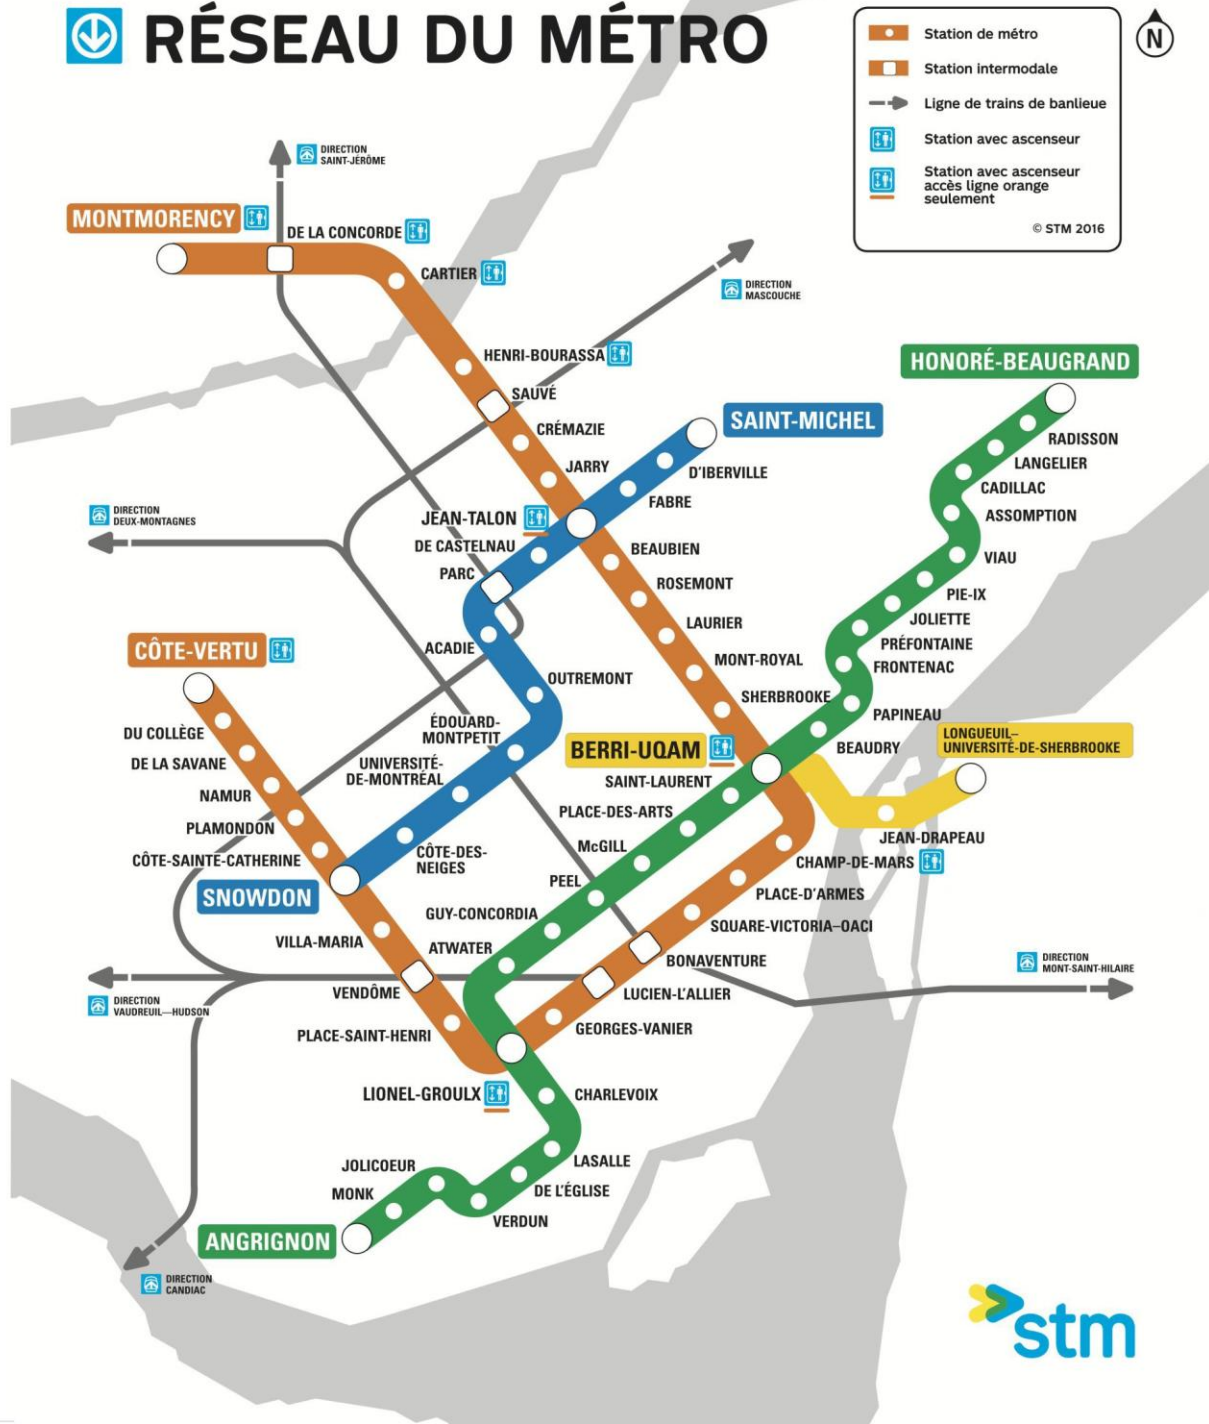 RÉSEAU DU MÉTRO
Station de métro
Station intermodale
Ligne de trains de banlieue
Station avec ascenseur
Station avec ascenseur
accès ligne orange
seulement
© STM 2016
N
DIRECTION
SAINT-JÉRÔME
MONTMORENCY
DE LA CONCORDE
CARTIER
DIRECTION
MASCOUCHE
HENRI-BOURASSA
SAUVÉ
CRÉMAZIE
JARRY
HONORÉ-BEAUGRAND
SAINT-MICHEL
D'IBERVILLE
FABRE
RADISSON
LANGELIER
CADILLAC
ASSOMPTION
VIAU
PIE-IX
JOLIETTE
PRÉFONTAINE
FRONTENAC
PAPINEAU
BEAUDRY
DIRECTION
DEUX-MONTAGNES
JEAN-TALON
DE CASTELNAU
PARC
ACADIE
OUTREMONT
ÉDOUARD-
MONTPETIT
UNIVERSITÉ-
DE-MONTRÉAL
CÔTE-DES-
NEIGES
BEAUBIEN
ROSEMONT
LAURIER
MONT-ROYAL
SHERBROOKE
CÔTE-VERTU
DU COLLÈGE
DE LA SAVANE
NAMUR
PLAMONDON
CÔTE-SAINTE-CATHERINE
SNOWDON
VILLA-MARIA
VENDÔME
PLACE-SAINT-HENRI
BERRI-UQAM
LONGUEUIL–
UNIVERSITÉ-DE-SHERBROOKE
JEAN-DRAPEAU
SAINT-LAURENT
PLACE-DES-ARTS
McGILL
PEEL
GUY-CONCORDIA
ATWATER
CHAMP-DE-MARS
PLACE-D'ARMES
SQUARE-VICTORIA–OACI
BONAVENTURE
LUCIEN-L'ALLIER
GEORGES-VANIER
DIRECTION
MONT-SAINT-HILAIRE
DIRECTION
VAUDREUIL—HUDSON
LIONEL-GROULX
CHARLEVOIX
LASALLE
DE L'ÉGLISE
VERDUN
JOLICOEUR
MONK
ANGRIGNON
DIRECTION
CANDIAC
stm